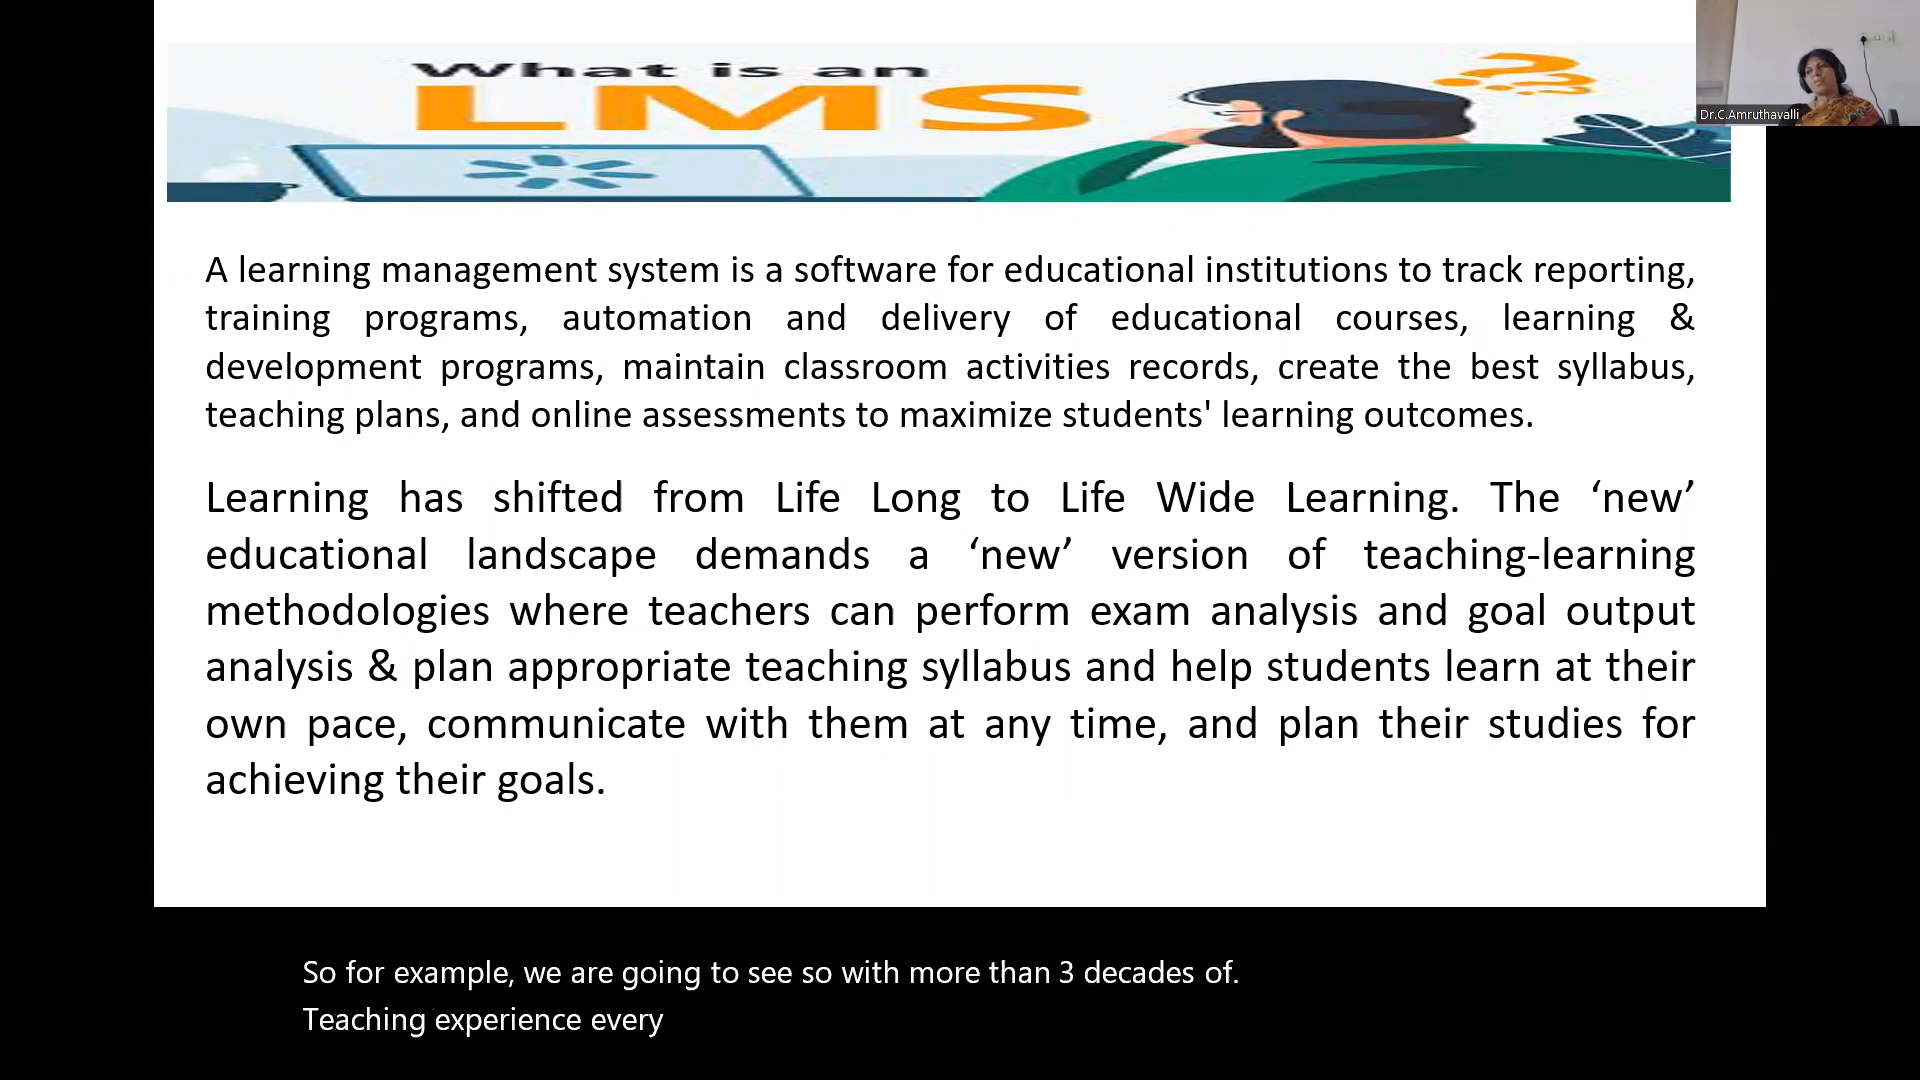 What is an
LMS
??
Dr.C.Amruthavalli
A learning management system is a software for educational institutions to track reporting,
training programs, automation and delivery of educational courses, learning &
development programs, maintain classroom activities records, create the best syllabus,
teaching plans, and online assessments to maximize students' learning outcomes.
Learning has shifted from Life Long to Life Wide Learning. The ‘new’
educational landscape demands a ‘new’ version of teaching-learning
methodologies where teachers can perform exam analysis and goal output
analysis & plan appropriate teaching syllabus and help students learn at their
own pace, communicate with them at any time, and plan their studies for
achieving their goals.
So for example, we are going to see so with more than 3 decades of.
Teaching experience every